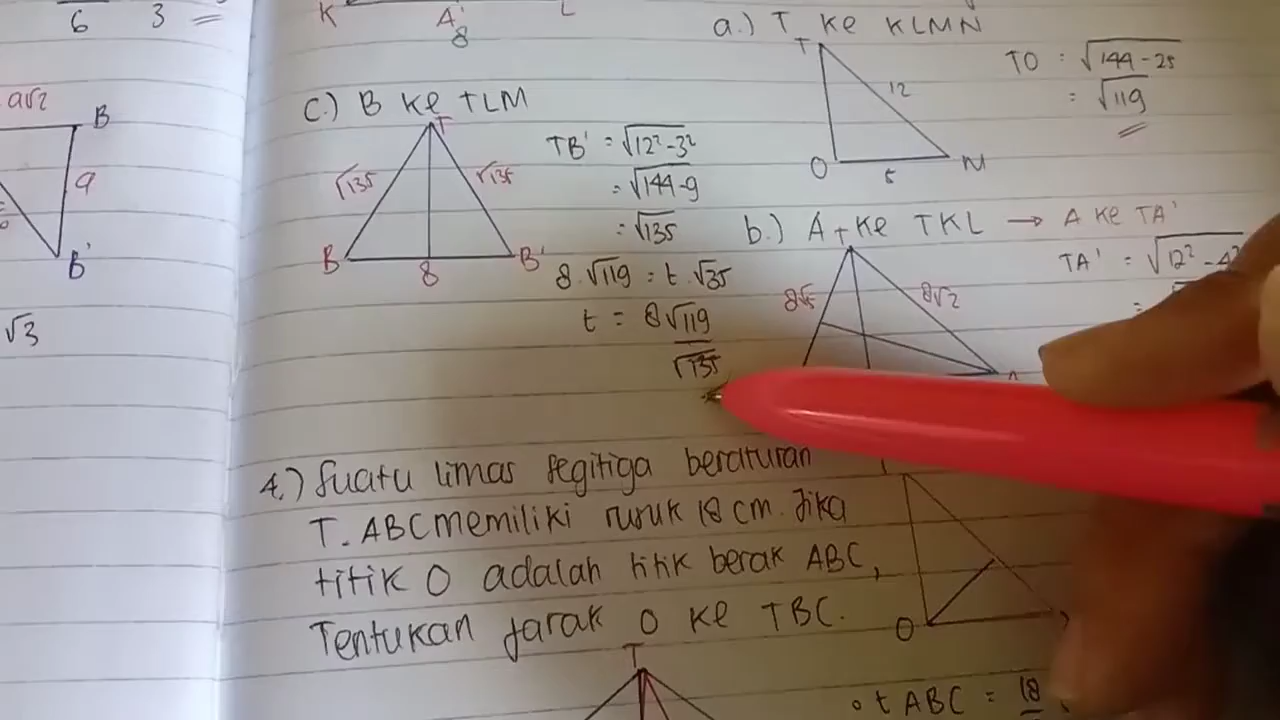 6 3
K A' L
8
a√2
B
a
B'
√3
c.) B ke TLM
T
√135 √135
B 8 B'
TB' = √12²-3²
= √144-9
= √135
8.√119 = t.√35
t = 8√119
√135
a.) T ke KLMN
T
12
O 5 M
TO = √144-25
= √119
b.) A ke TKL → A ke TA'
T
8√2
A
TA' = √12²-4²
=
4.) Suatu limas segitiga beraturan
T. ABC memiliki rusuk 18 cm. Jika
titik O adalah titik berak ABC,
Tentukan jarak O ke TBC.
O
T
• t ABC = 18